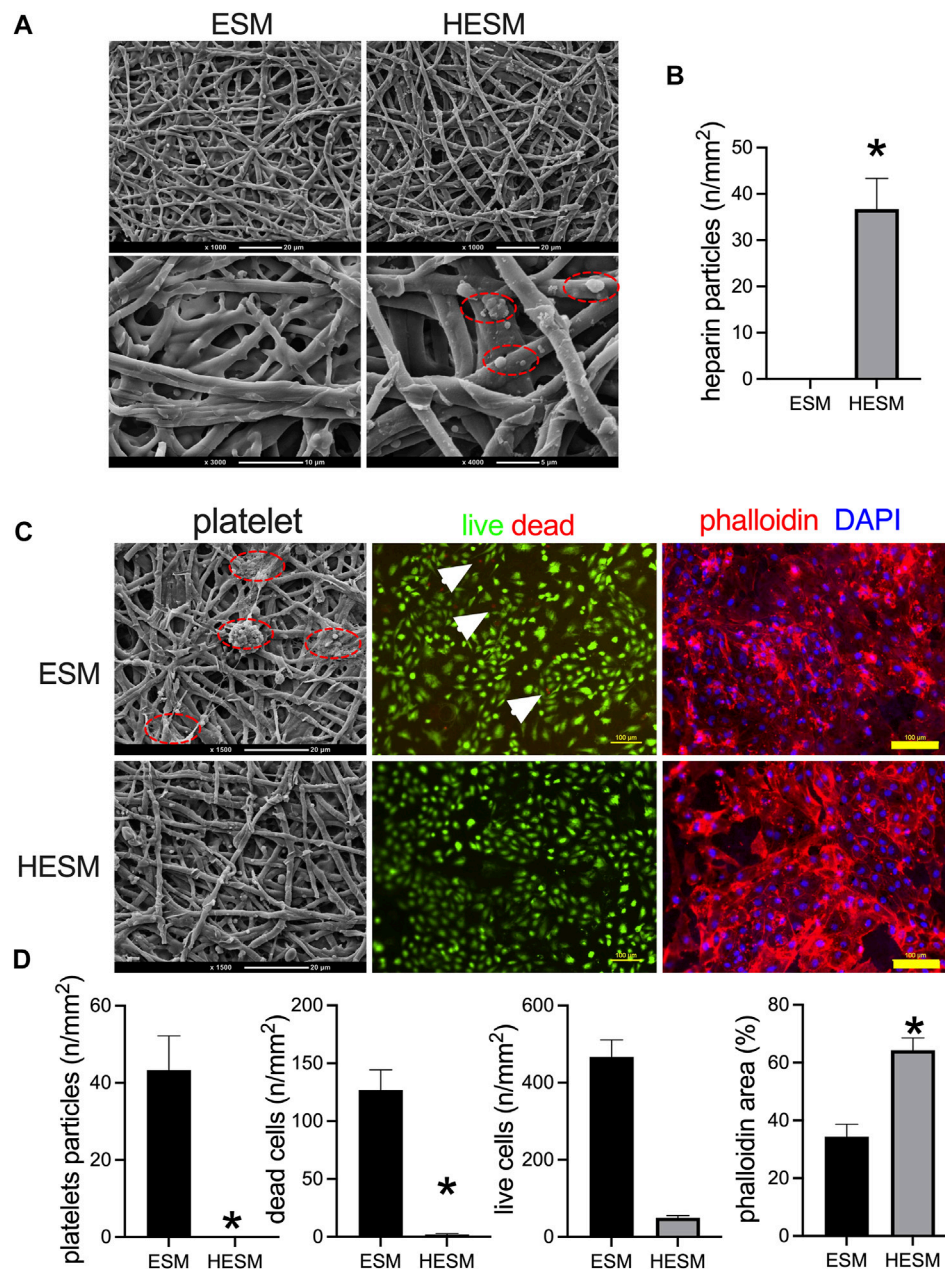 A
ESM
HESM
x 1000 20 µm
x 1000 20 µm
x 3000 10 µm
x 4000 5 µm
B
heparin particles (n/mm²)
50
40
30
20
10
0
*
ESM HESM
C
platelet
live dead
phalloidin DAPI
ESM
x 1500 20 µm
100 µm
100 µm
HESM
x 1500 20 µm
100 µm
100 µm
D
platelets particles (n/mm²)
60
40
20
0
*
ESM HESM
dead cells (n/mm²)
200
150
100
50
0
*
ESM HESM
live cells (n/mm²)
600
400
200
0
ESM HESM
phalloidin area (%)
80
60
40
20
0
*
ESM HESM